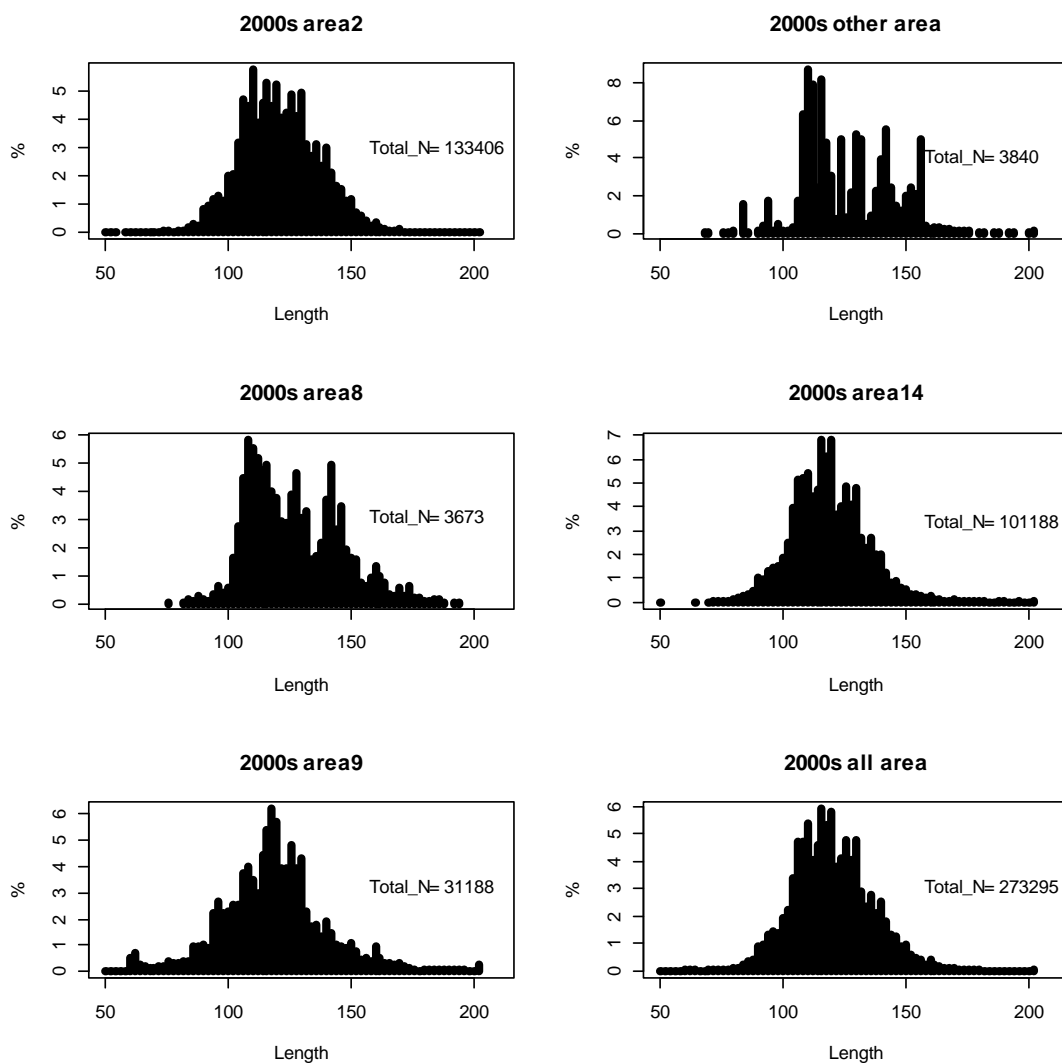 2000s area2
%
5
4
3
2
1
0
Total_N= 133406
50 100 150 200
Length
2000s other area
%
8
6
4
2
0
Total_N= 3840
50 100 150 200
Length
2000s area8
%
6
5
4
3
2
1
0
Total_N= 3673
50 100 150 200
Length
2000s area14
%
7
6
5
4
3
2
1
0
Total_N= 101188
50 100 150 200
Length
2000s area9
%
6
5
4
3
2
1
0
Total_N= 31188
50 100 150 200
Length
2000s all area
%
6
5
4
3
2
1
0
Total_N= 273295
50 100 150 200
Length